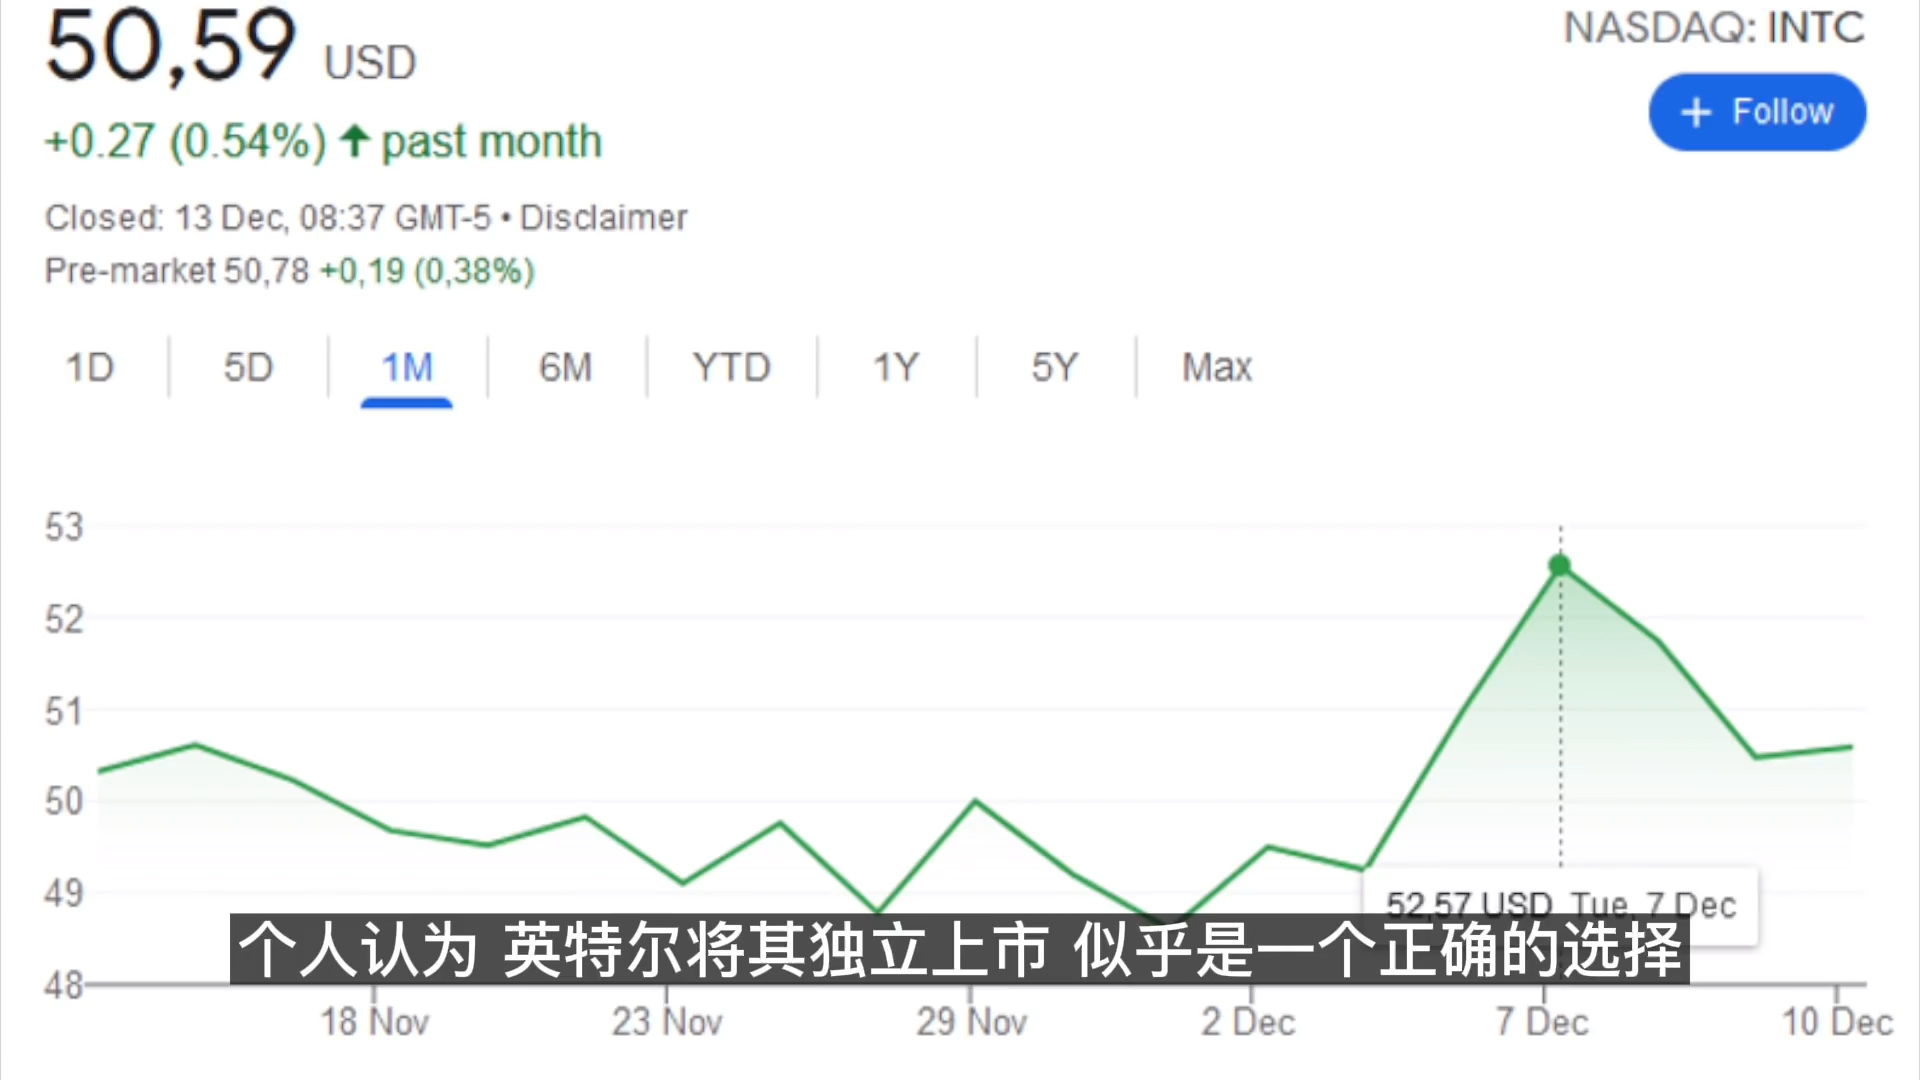 50,59 USD
NASDAQ: INTC
+ Follow
+0.27 (0.54%) ↑ past month
Closed: 13 Dec, 08:37 GMT-5 • Disclaimer
Pre-market 50,78 +0,19 (0,38%)
1D 5D 1M 6M YTD 1Y 5Y Max
53
52
51
50
49
48
52,57 USD Tue, 7 Dec
个人认为 英特尔将其独立上市 似乎是一个正确的选择
18 Nov 23 Nov 29 Nov 2 Dec 7 Dec 10 Dec